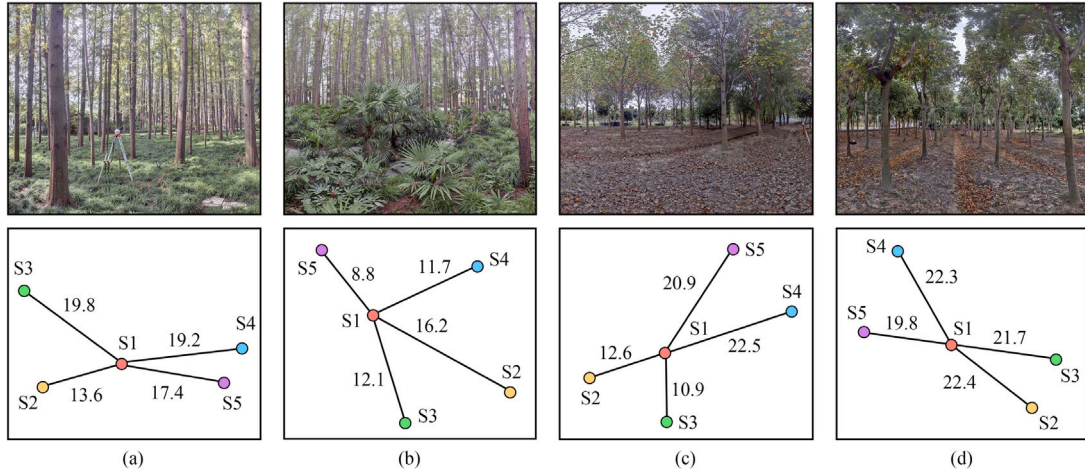 S3
19.8
S1
19.2
S4
S2
13.6
17.4
S5
S5
8.8
11.7
S4
S1
16.2
12.1
S2
S3
20.9
S5
S4
S1
12.6
22.5
S2
10.9
S3
S4
22.3
S5
19.8
S1
21.7
S3
22.4
S2
(a)
(b)
(c)
(d)